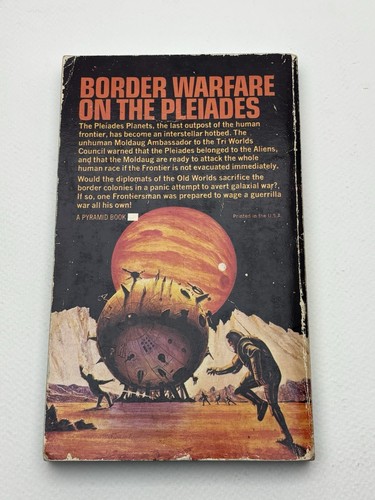 BORDER WARFARE
ON THE PLEIADES
The Pleiades Planets, the last outpost of the human
frontier, has become an interstellar hotbed. The
unhuman Moldaug Ambassador to the Tri Worlds
Council warned that the Pleiades belonged to the Aliens,
and that the Moldaug are ready to attack the whole
human race if the Frontier is not evacuated immediately.
Would the diplomats of the Old Worlds sacrifice the
border colonies in a panic attempt to avert galaxial war?
If so, one Frontiersman was prepared to wage a guerrilla
war all his own!
A PYRAMID BOOK
Printed in the U.S.A.